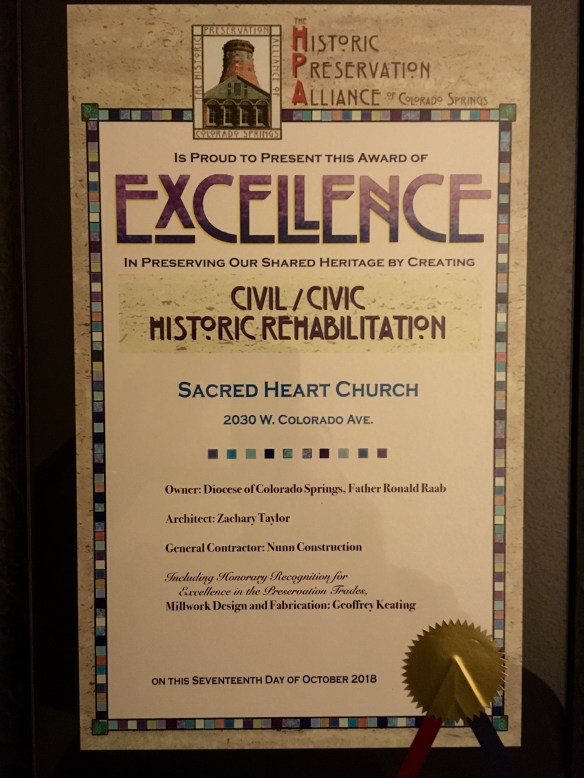 THE HISTORIC PRESERVATION ALLIANCE OF
COLORADO SPRINGS
THE
HISTORIC
PRESERVATION
ALLIANCE OF COLORADO SPRINGS
IS PROUD TO PRESENT THIS AWARD OF
EXCELLENCE
IN PRESERVING OUR SHARED HERITAGE BY CREATING
CIVIL / CIVIC
HISTORIC REHABILITATION
SACRED HEART CHURCH
2030 W. COLORADO AVE.
Owner: Diocese of Colorado Springs, Father Ronald Raab
Architect: Zachary Taylor
General Contractor: Nunn Construction
Including Honorary Recognition for
Excellence in the Preservation Trades,
Millwork Design and Fabrication: Geoffrey Keating
ON THIS SEVENTEENTH DAY OF OCTOBER 2018